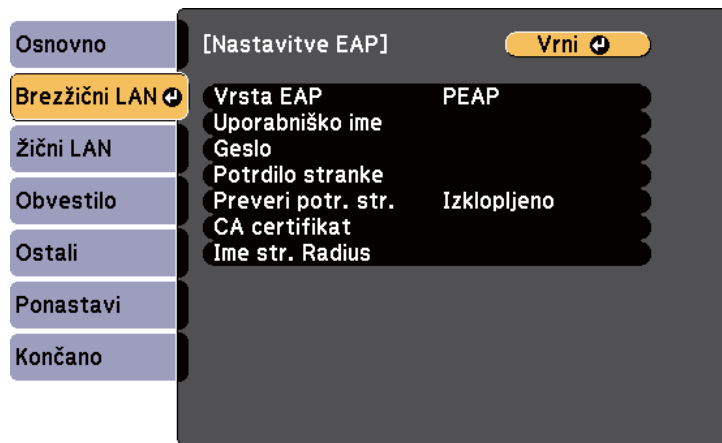 Osnovno
Brezžični LAN
Žični LAN
Obvestilo
Ostali
Ponastavi
Končano
[Nastavitve EAP] Vrni
Vrsta EAP PEAP
Uporabniško ime
Geslo
Potrdilo stranke
Preveri potr. str. Izklopljeno
CA certifikat
Ime str. Radius